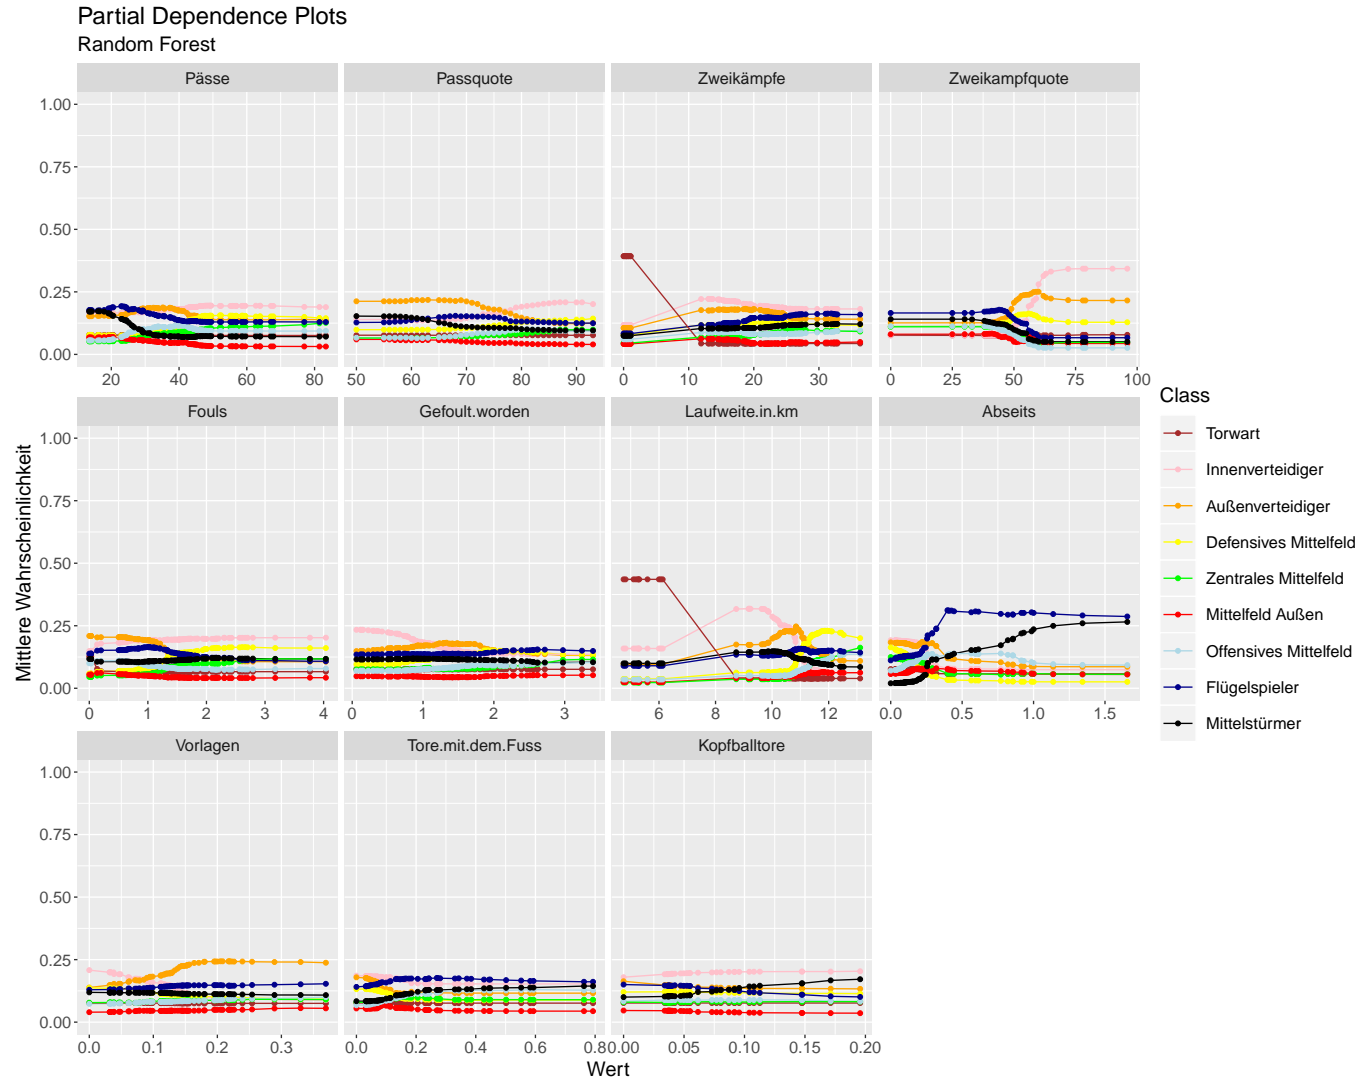 Partial Dependence Plots
Random Forest
Pässe Passquote Zweikämpfe Zweikampfquote
1.00
0.75
0.50
0.25
0.00
20 40 60 80 50 60 70 80 90 0 10 20 30 0 25 50 75 100
Fouls Gefoult.worden Laufweite.in.km Abseits
1.00
0.75
0.50
0.25
0.00
0 1 2 3 4 0 1 2 3 6 8 10 12 0.0 0.5 1.0 1.5
Vorlagen Tore.mit.dem.Fuss Kopfballtore
1.00
0.75
0.50
0.25
0.00
0.0 0.1 0.2 0.3 0.0 0.2 0.4 0.6 0.8 0.00 0.05 0.10 0.15 0.20
Wert
Mittlere Wahrscheinlichkeit
Class
Torwart
Innenverteidiger
Außenverteidiger
Defensives Mittelfeld
Zentrales Mittelfeld
Mittelfeld Außen
Offensives Mittelfeld
Flügelspieler
Mittelstürmer